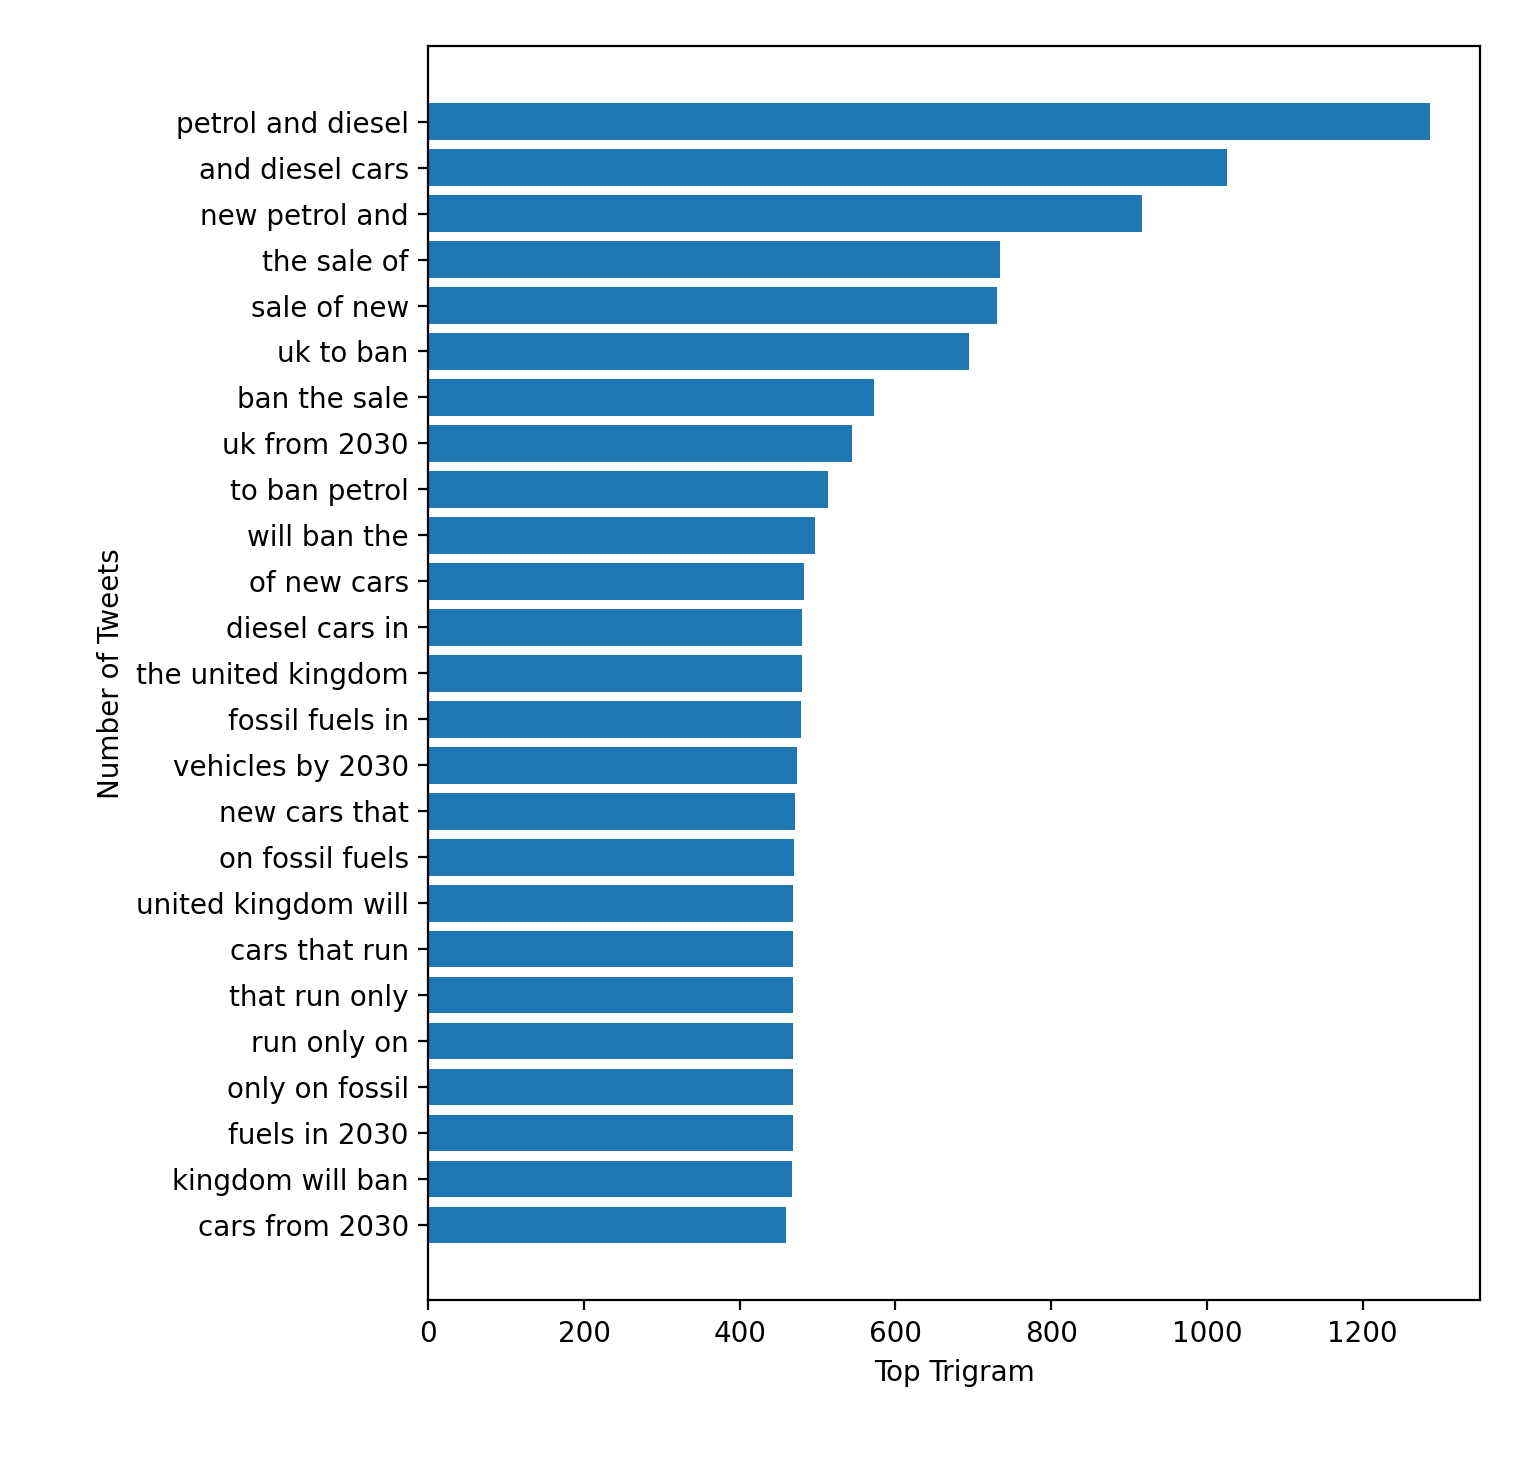 petrol and diesel
and diesel cars
new petrol and
the sale of
sale of new
uk to ban
ban the sale
uk from 2030
to ban petrol
will ban the
of new cars
diesel cars in
the united kingdom
fossil fuels in
vehicles by 2030
new cars that
on fossil fuels
united kingdom will
cars that run
that run only
run only on
only on fossil
fuels in 2030
kingdom will ban
cars from 2030
Number of Tweets
0 200 400 600 800 1000 1200
Top Trigram